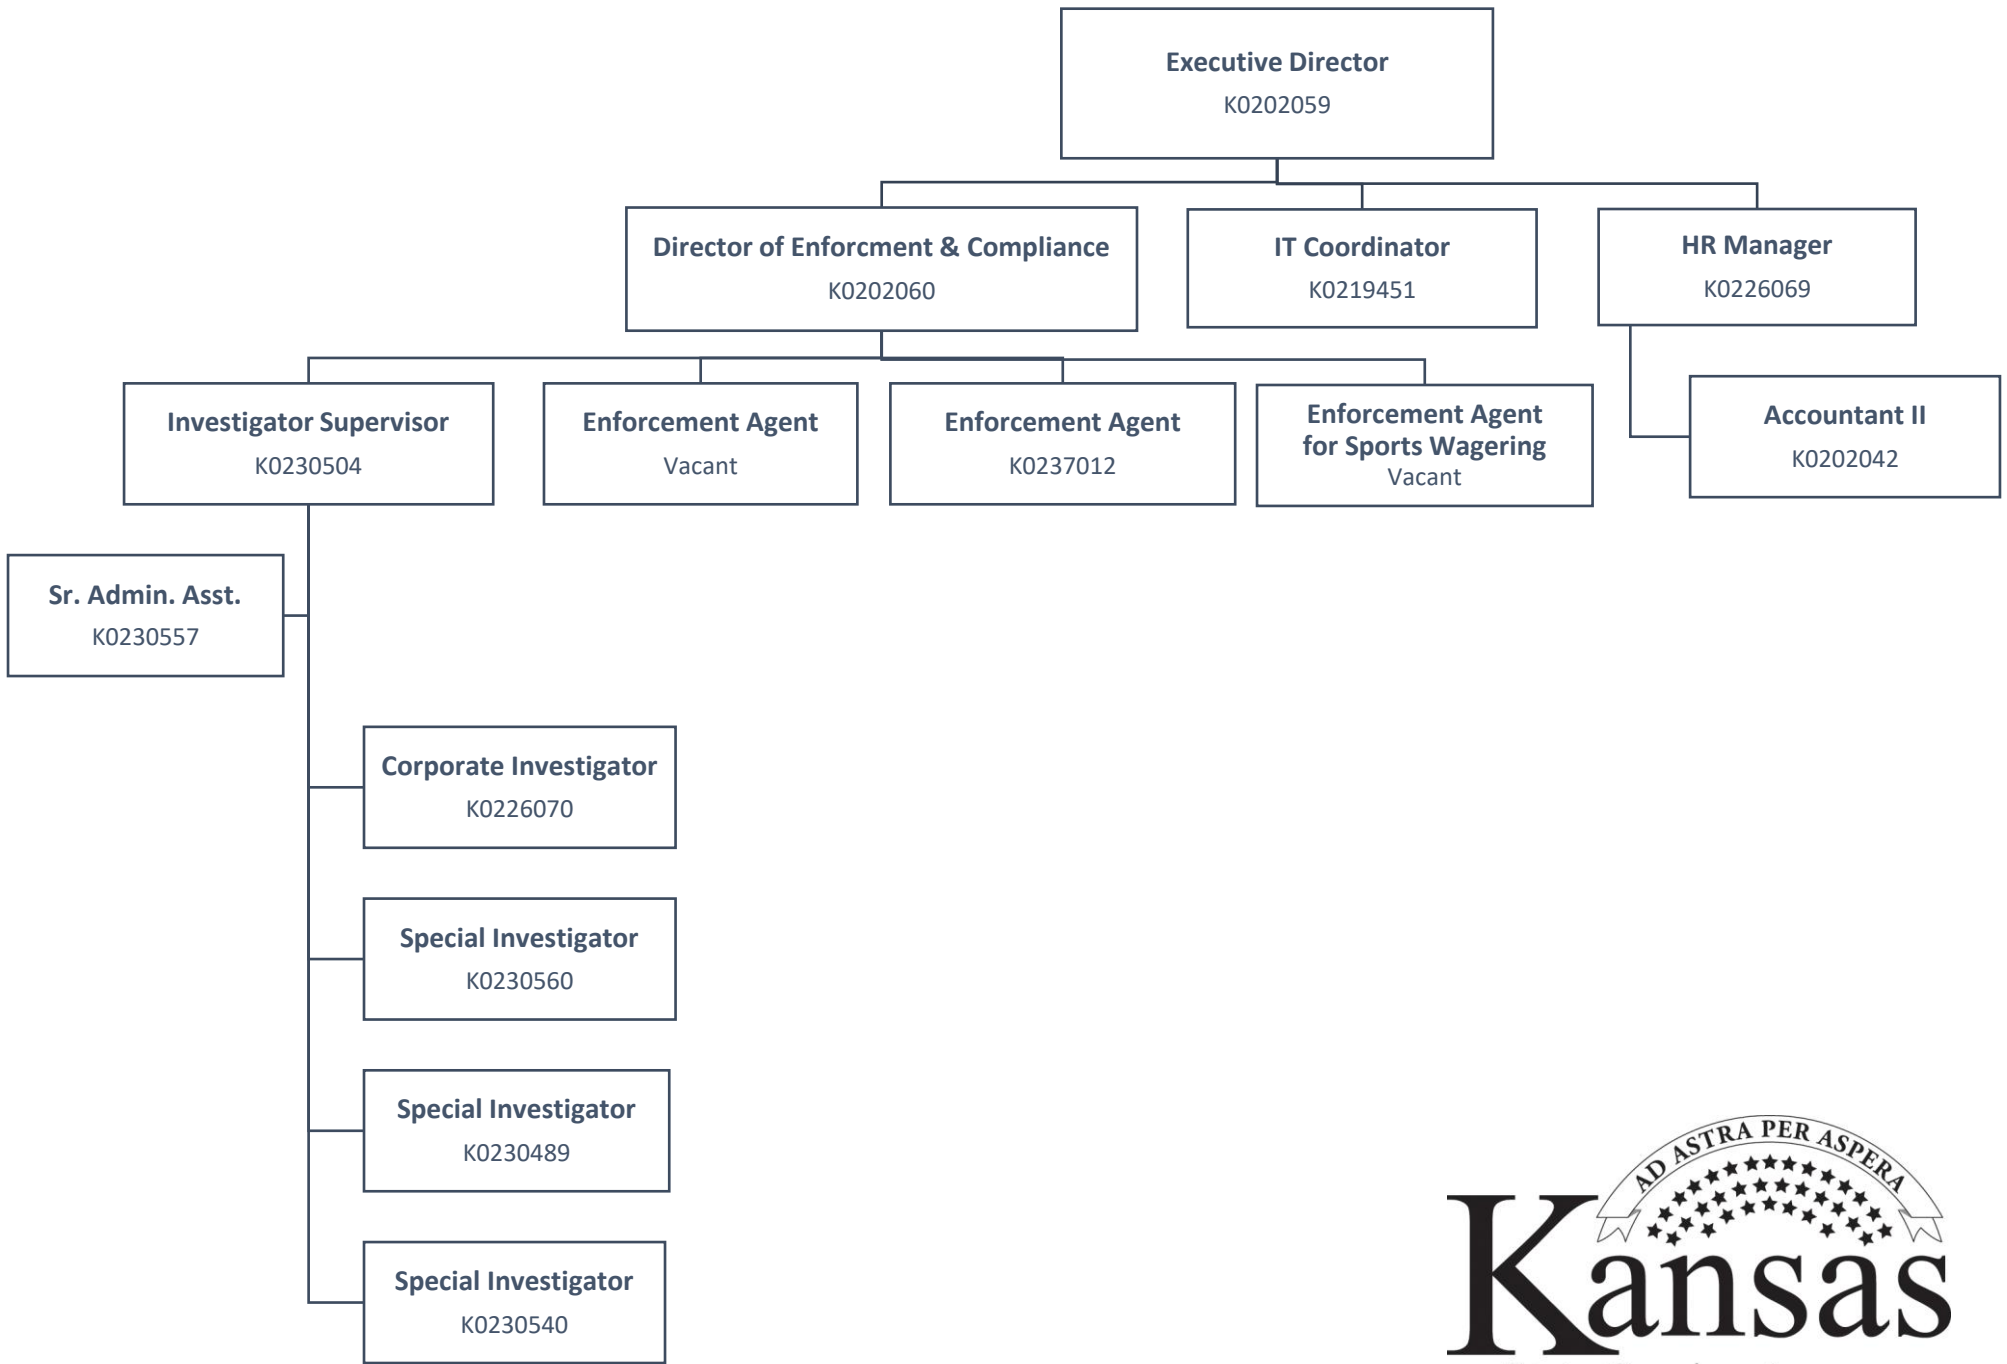 Executive Director
K0202059
Director of Enforcment & Compliance
K0202060
IT Coordinator
K0219451
HR Manager
K0226069
Investigator Supervisor
K0230504
Enforcement Agent
Vacant
Enforcement Agent
K0237012
Enforcement Agent
for Sports Wagering
Vacant
Accountant II
K0202042
Sr. Admin. Asst.
K0230557
Corporate Investigator
K0226070
Special Investigator
K0230560
Special Investigator
K0230489
Special Investigator
K0230540
AD ASTRA PER ASPERA
Kansas